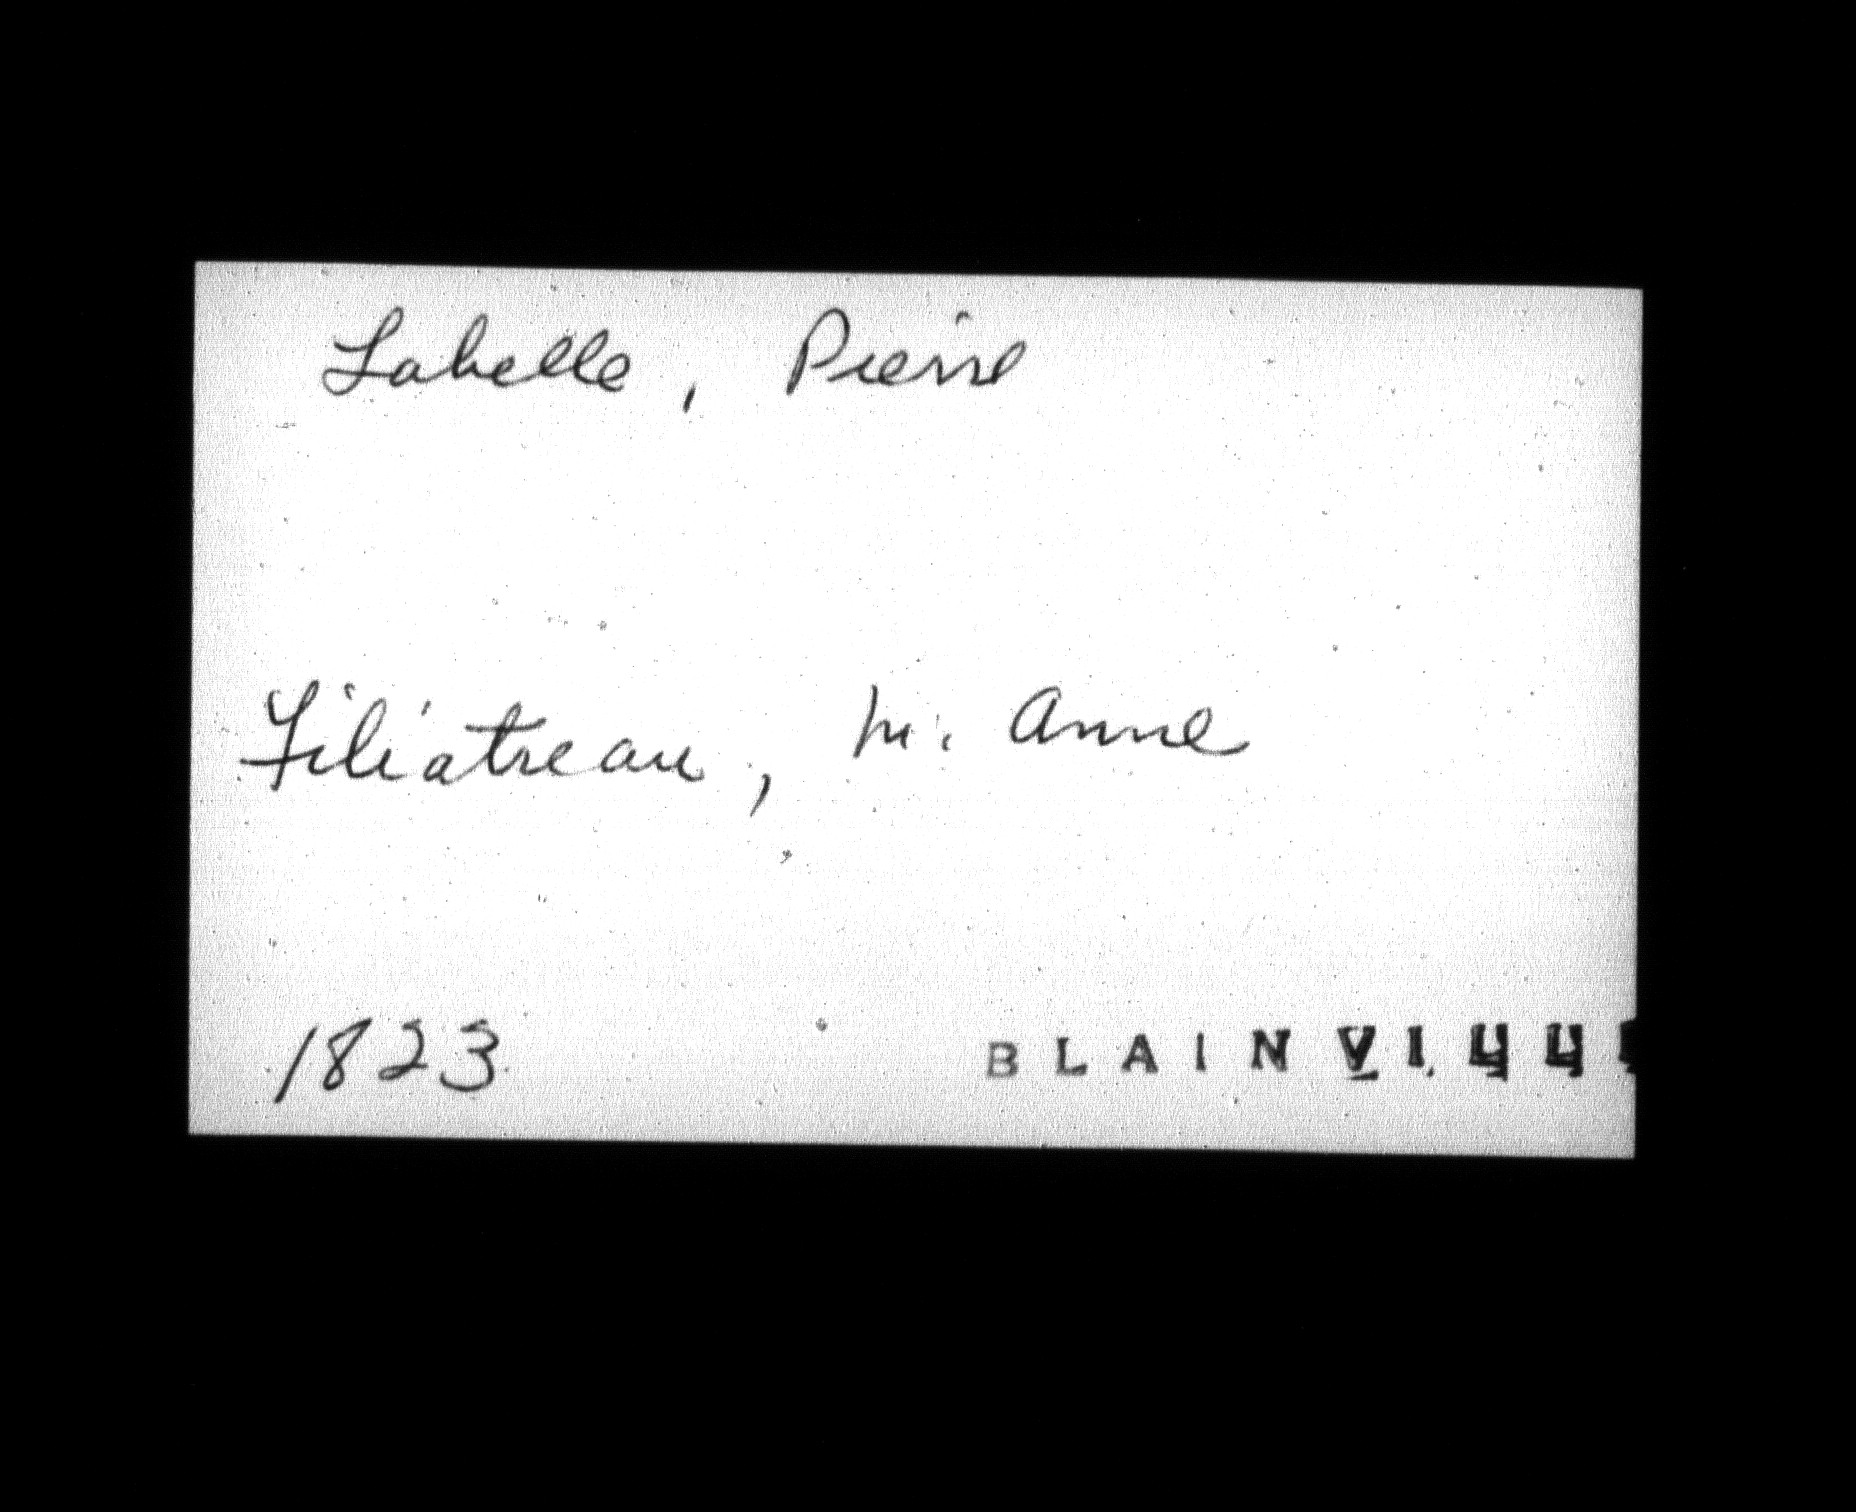 Labelle, Pierre
Filiatreau, M. Anne
1823 BLAINVILLE